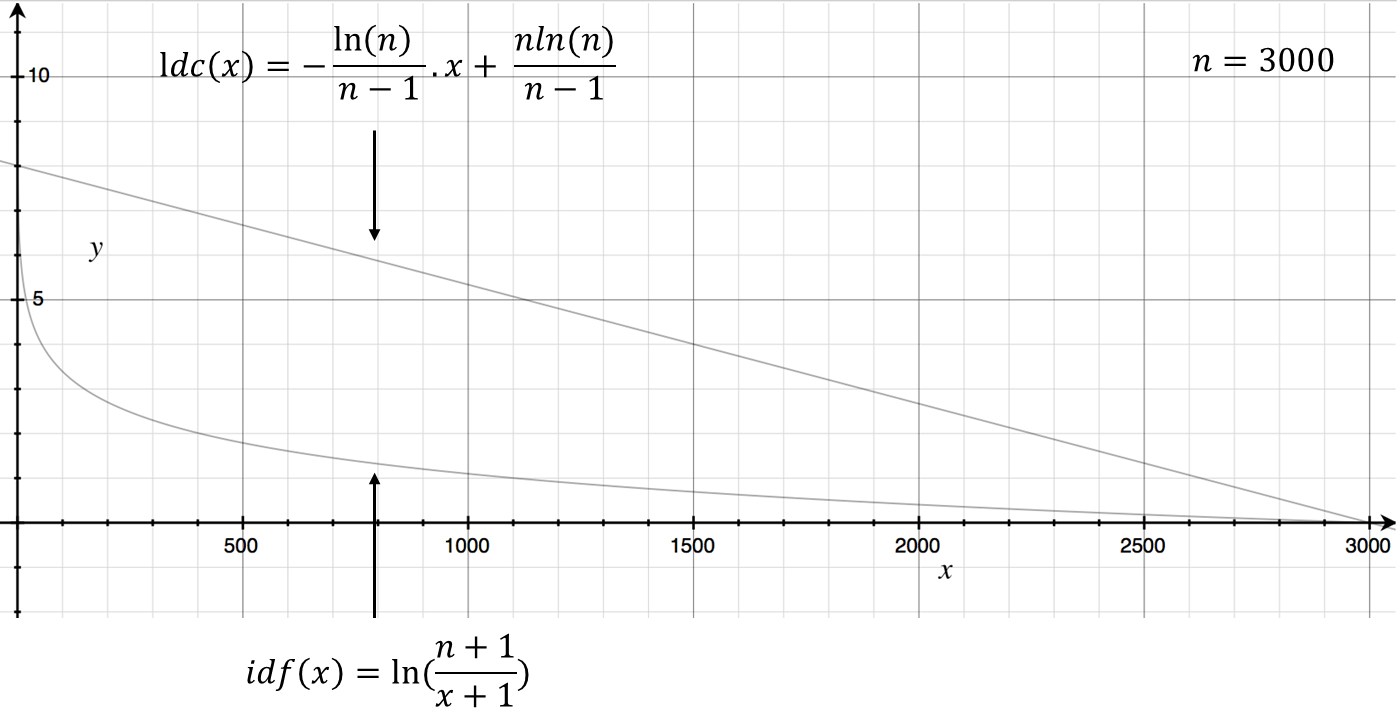 ldc(x) = − ln(n)/(n − 1) . x + nln(n)/(n − 1)
n = 3000
10
y
5
500 1000 1500 2000 2500 3000
x
idf(x) = ln((n + 1)/(x + 1))